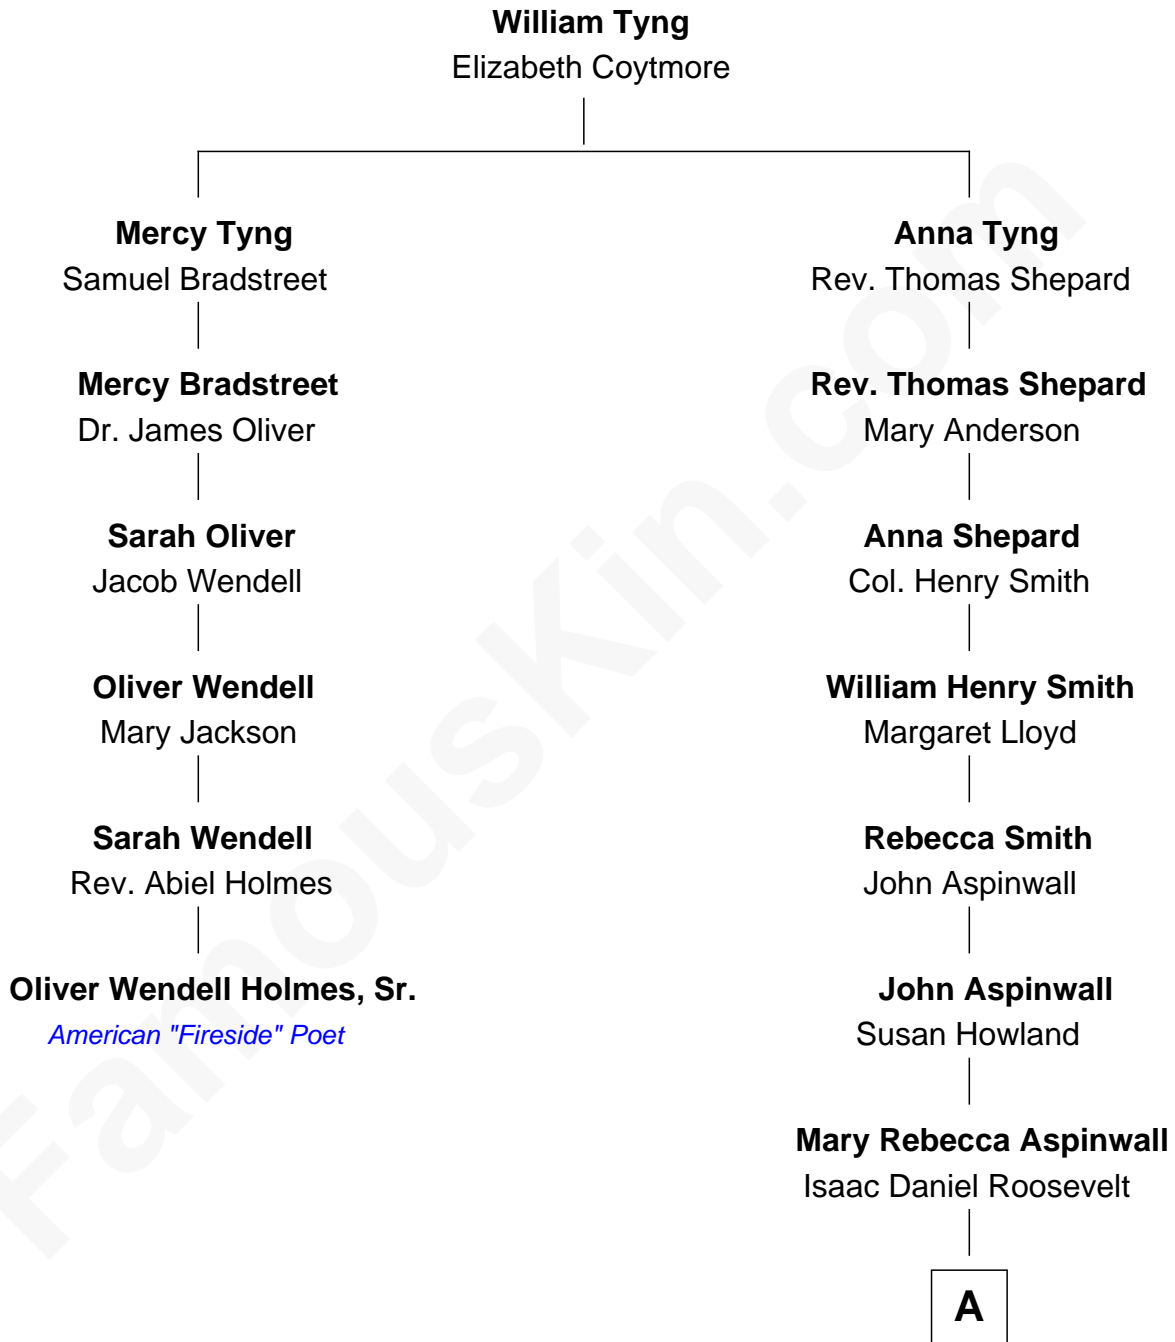 William Tyng
Elizabeth Coytmore
Mercy Tyng
Samuel Bradstreet
Mercy Bradstreet
Dr. James Oliver
Sarah Oliver
Jacob Wendell
Oliver Wendell
Mary Jackson
Sarah Wendell
Rev. Abiel Holmes
Oliver Wendell Holmes, Sr.
American "Fireside" Poet
Anna Tyng
Rev. Thomas Shepard
Rev. Thomas Shepard
Mary Anderson
Anna Shepard
Col. Henry Smith
William Henry Smith
Margaret Lloyd
Rebecca Smith
John Aspinwall
John Aspinwall
Susan Howland
Mary Rebecca Aspinwall
Isaac Daniel Roosevelt
A
FamousKin.com